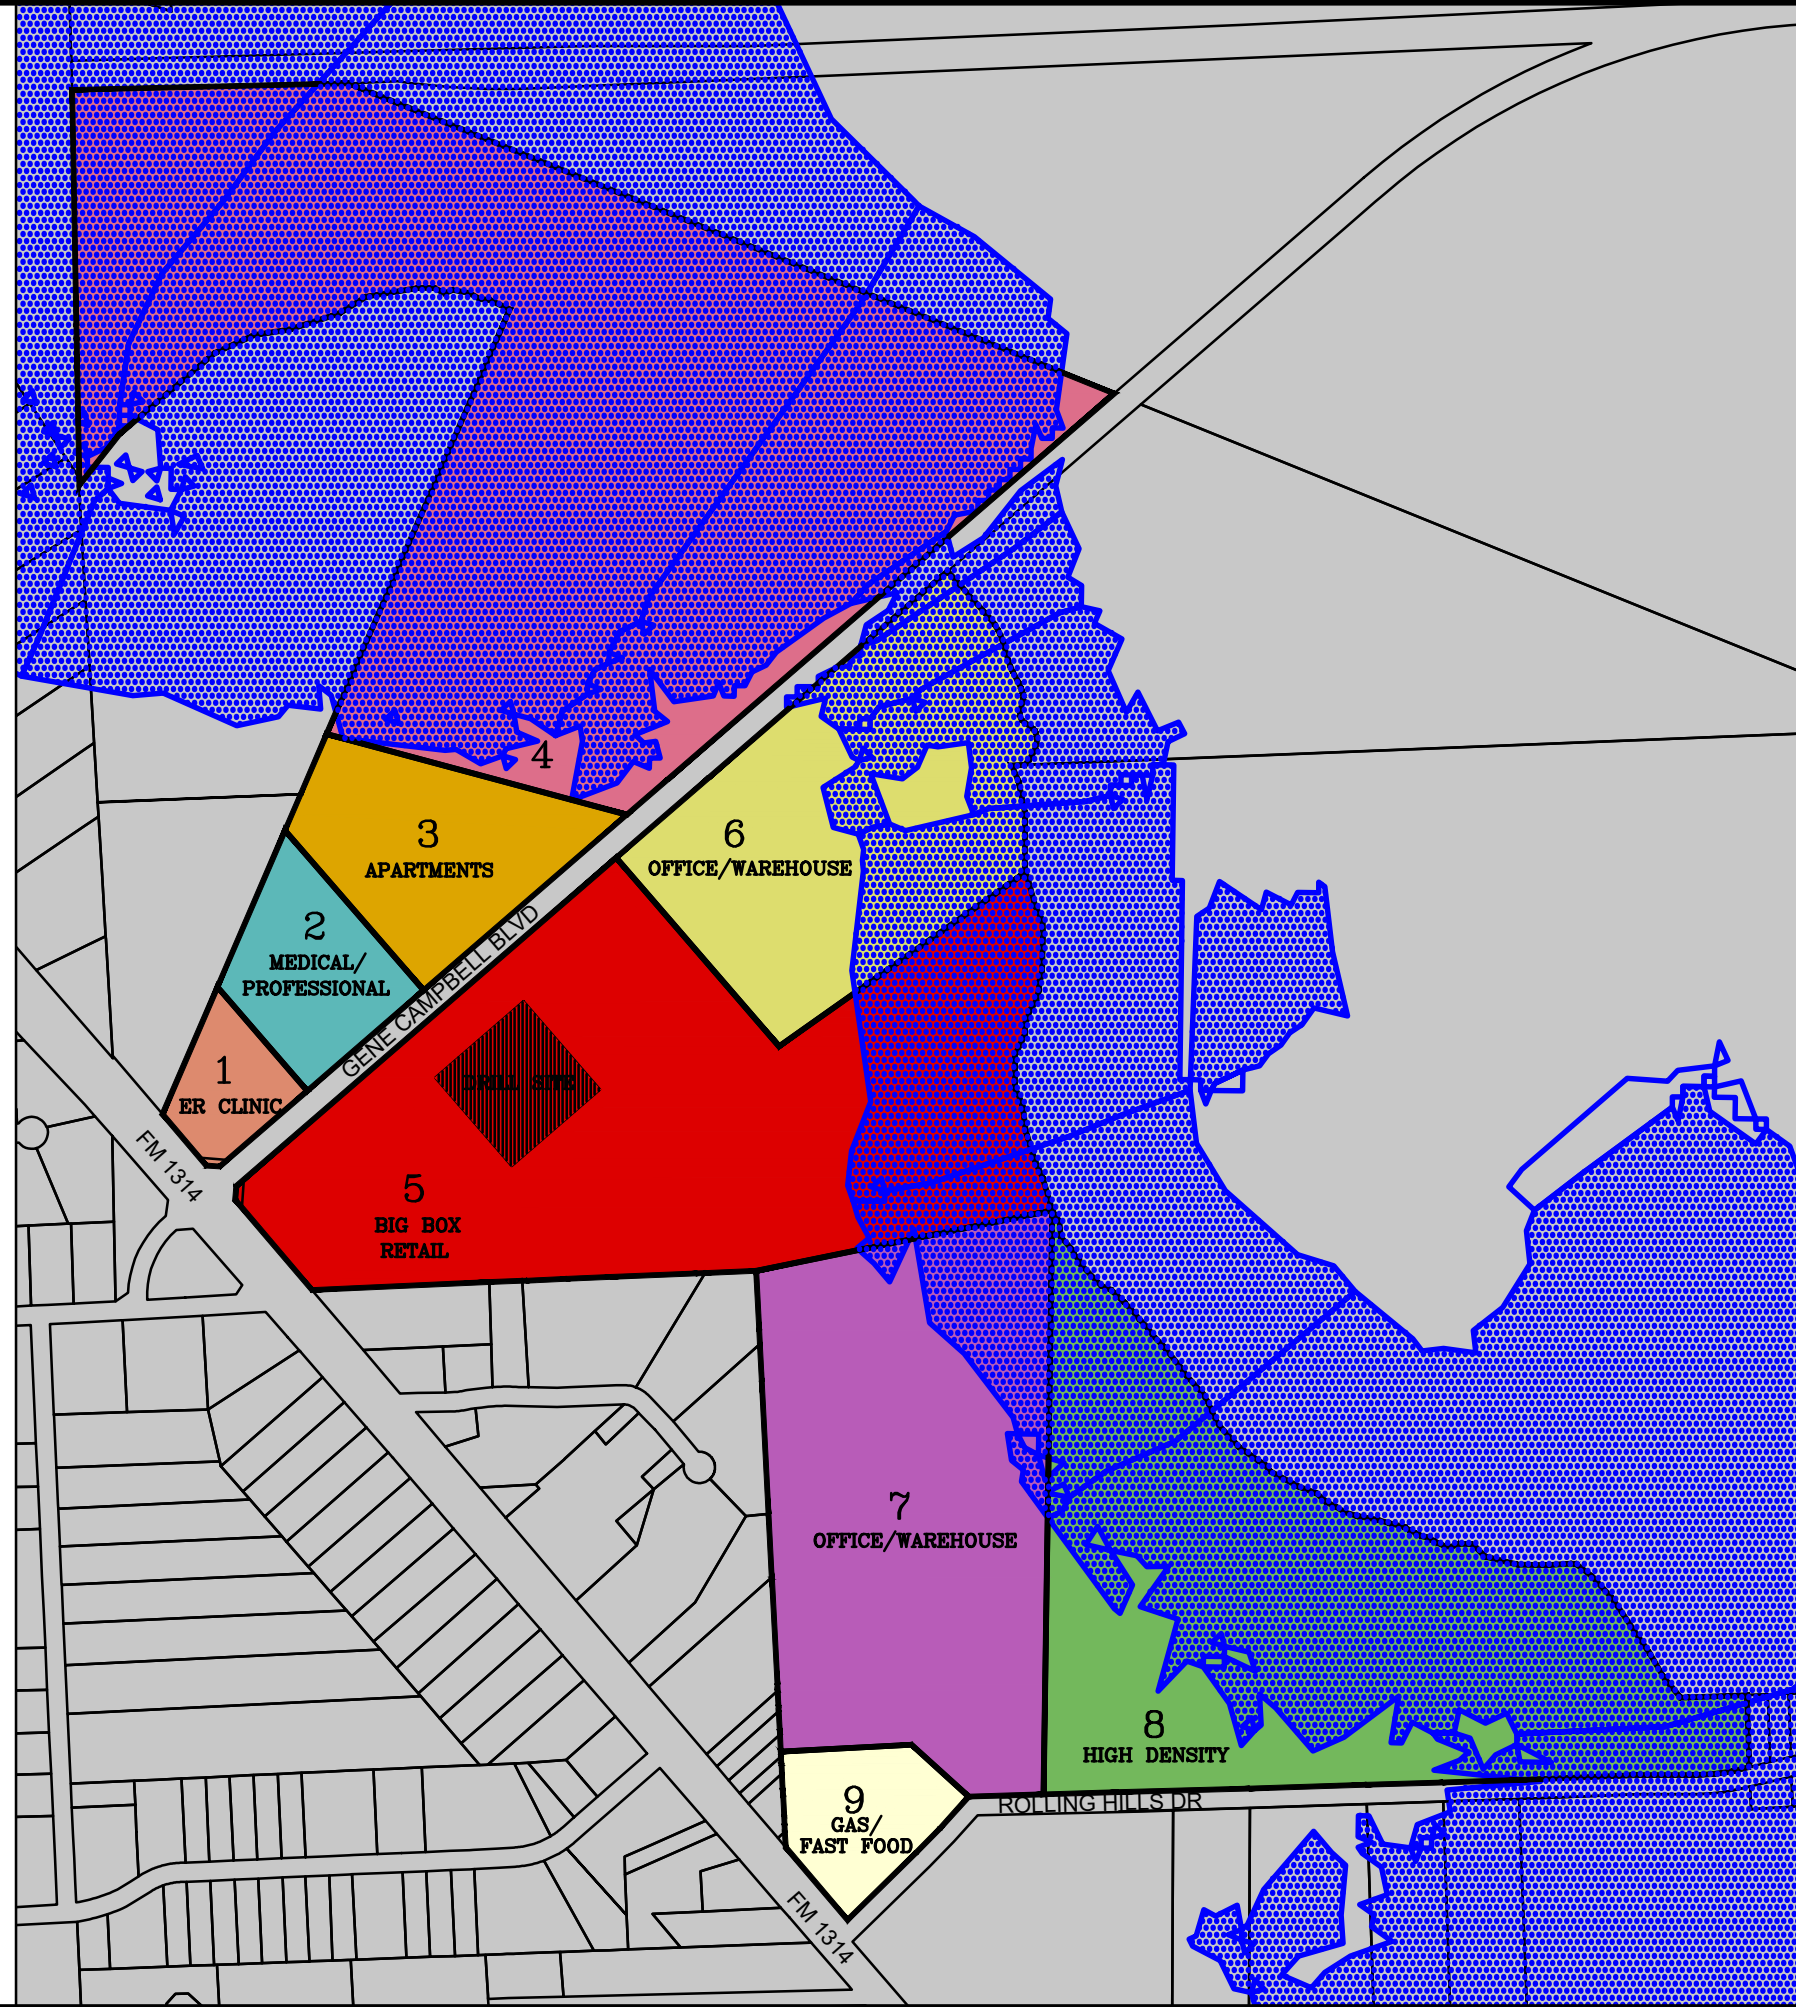 4
3
APARTMENTS
6
OFFICE/WAREHOUSE
2
MEDICAL/
PROFESSIONAL
GENE CAMPBELL BLVD
1
ER CLINIC
DRILL SITE
FM 1314
5
BIG BOX
RETAIL
7
OFFICE/WAREHOUSE
8
HIGH DENSITY
9
GAS/
FAST FOOD
ROLLING HILLS DR
FM 1314